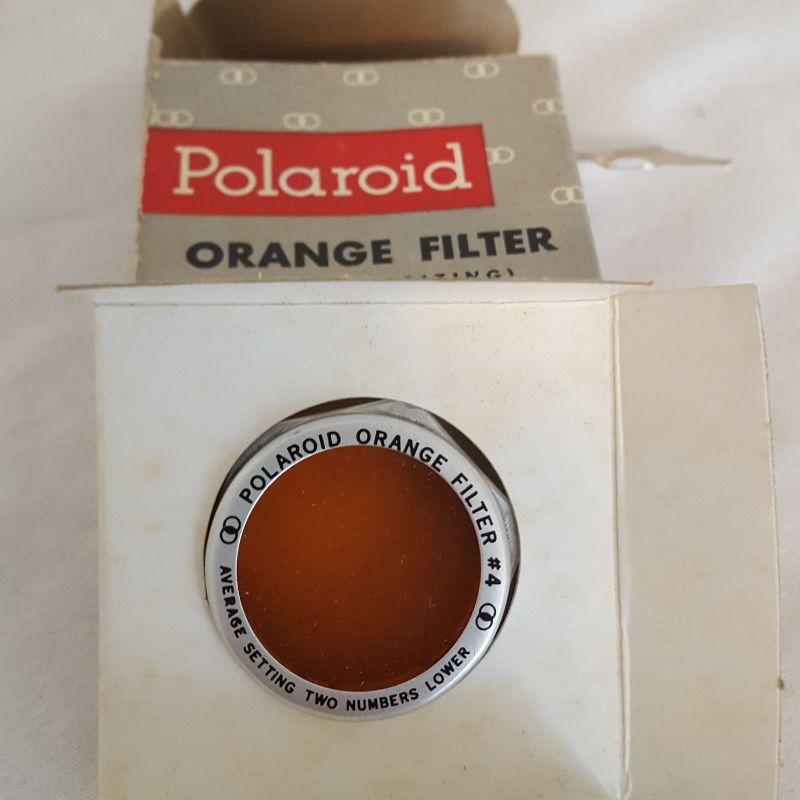 Polaroid
ORANGE FILTER
POLAROID ORANGE FILTER #4
AVERAGE SETTING TWO NUMBERS LOWER